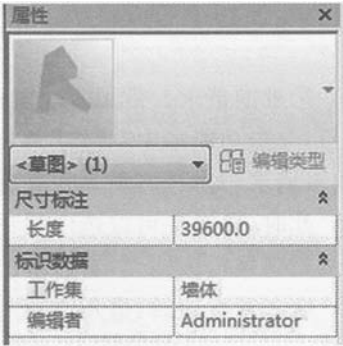 属性
<草图> (1)
编辑类型
尺寸标注
长度 39600.0
标识数据
工作集 墙体
编辑者 Administrator